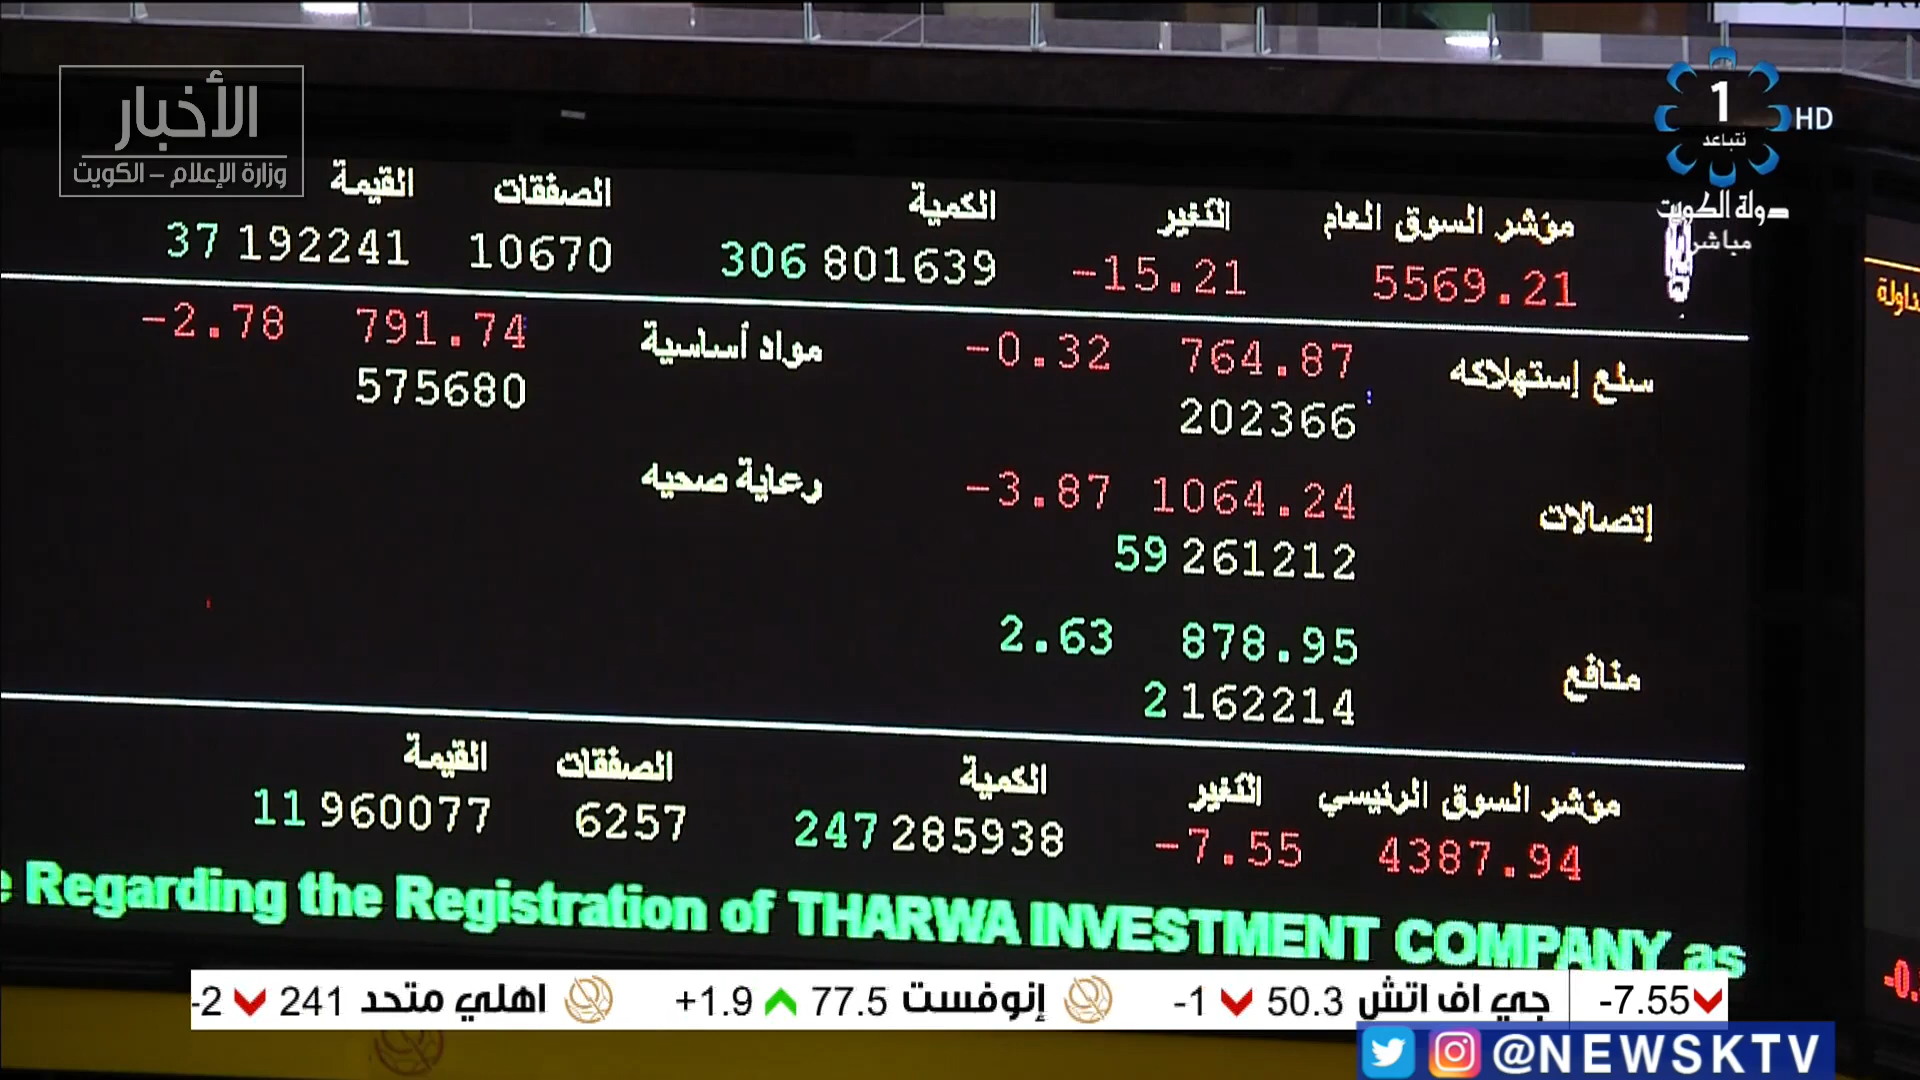 الأخبار
وزارة الإعلام – الكويت
1
نتباعد
HD
دولة الكويت
مباشر
مؤشر السوق العام التغير الكمية الصفقات القيمة
5569.21 -15.21 306 801639 10670 37 192241
سلع إستهلاكه 764.87 -0.32 مواد أساسية 791.74 -2.78
202366 575680
إتصالات 1064.24 -3.87 رعاية صحيه
59 261212
منافع 878.95 2.63
2 162214
مؤشر السوق الرئيسي التغير الكمية الصفقات القيمة
4387.94 -7.55 247 285938 6257 11 960077
Regarding the Registration of THARWA INVESTMENT COMPANY as
-7.55 جي اف اتش 50.3 -1 إنوفست 77.5 +1.9 اهلي متحد 241 -2
@NEWSKTV